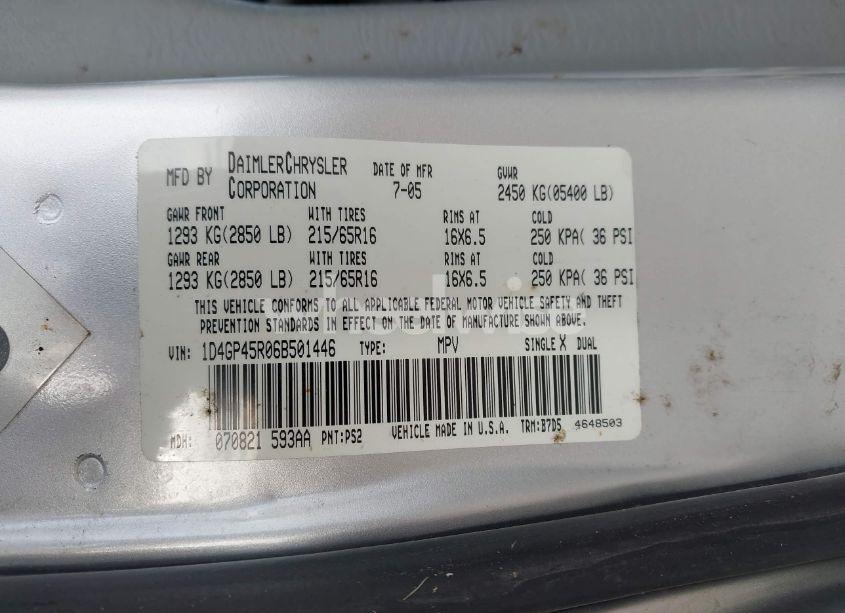 MFD BY DAIMLERCHRYSLER CORPORATION DATE OF MFR 7-05 GVWR 2450 KG(05400 LB)
GAWR FRONT WITH TIRES RIMS AT COLD
1293 KG(2850 LB) 215/65R16 16X6.5 250 KPA( 36 PSI
GAWR REAR WITH TIRES RIMS AT COLD
1293 KG(2850 LB) 215/65R16 16X6.5 250 KPA( 36 PSI
THIS VEHICLE CONFORMS TO ALL APPLICABLE FEDERAL MOTOR VEHICLE SAFETY AND THEFT
PREVENTION STANDARDS IN EFFECT ON THE DATE OF MANUFACTURE SHOWN ABOVE.
VIN: 1D4GP45R06B501446 TYPE: MPV SINGLE X DUAL
MDH: 070821 593AA PNT:PS2 VEHICLE MADE IN U.S.A. TRM:B7D5 4648503